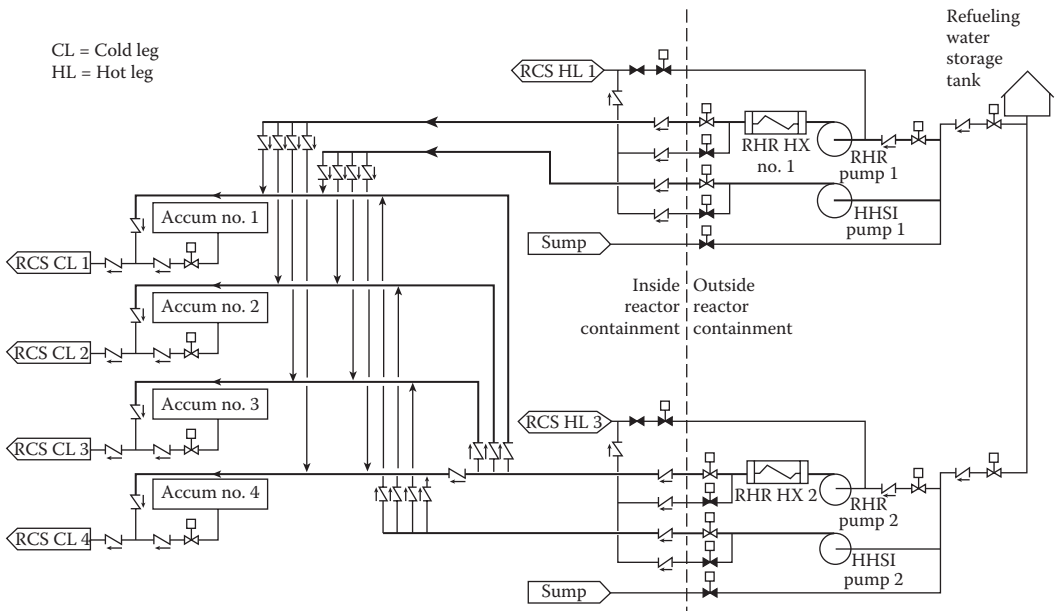 CL = Cold leg
HL = Hot leg
RCS HL 1
Refueling
water
storage
tank
RHR HX
no. 1
RHR
pump 1
HHSI
pump 1
Sump
Accum no. 1
RCS CL 1
Inside
reactor
containment
Outside
reactor
containment
Accum no. 2
RCS CL 2
Accum no. 3
RCS CL 3
RCS HL 3
Accum no. 4
RCS CL 4
RHR HX 2
RHR
pump 2
HHSI
pump 2
Sump